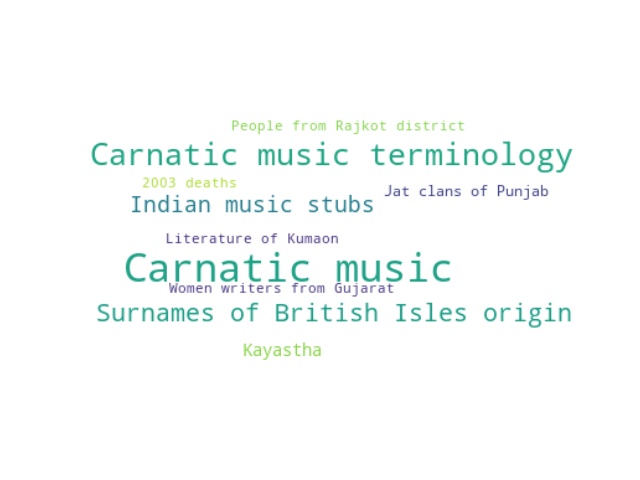 People from Rajkot district
Carnatic music terminology
2003 deaths
Jat clans of Punjab
Indian music stubs
Literature of Kumaon
Carnatic music
Women writers from Gujarat
Surnames of British Isles origin
Kayastha